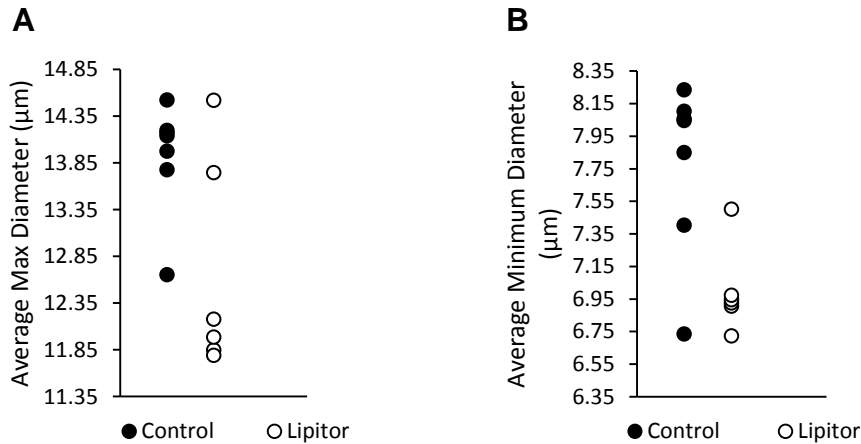 A
Average Max Diameter (µm)
14.85
14.35
13.85
13.35
12.85
12.35
11.85
11.35
Control
Lipitor
B
Average Minimum Diameter
(µm)
8.35
8.15
7.95
7.75
7.55
7.35
7.15
6.95
6.75
6.55
6.35
Control
Lipitor